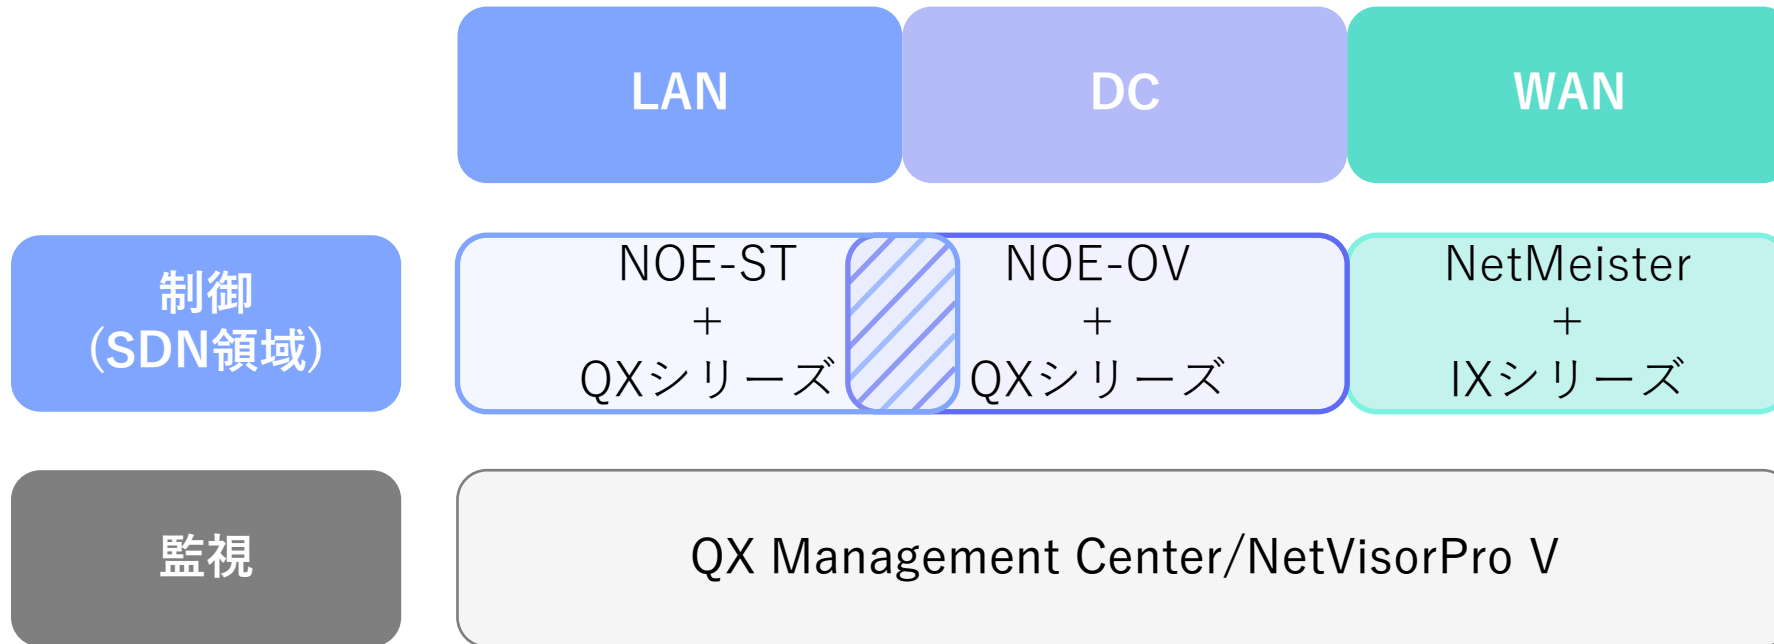 LAN
DC
WAN
制御
(SDN領域)
NOE-ST
+
QXシリーズ
NOE-OV
+
QXシリーズ
NetMeister
+
IXシリーズ
監視
QX Management Center/NetVisorPro V